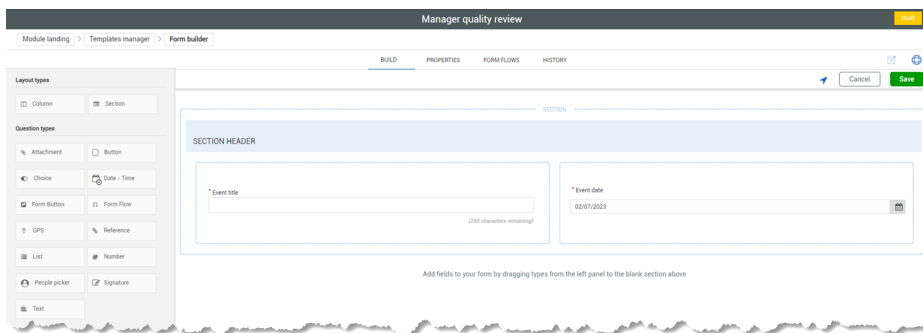 Manager quality review
Draft
Module landing > Templates manager > Form builder
BUILD PROPERTIES FORM FLOWS HISTORY
Cancel Save
Layout types
Column Section
Question types
Attachment Button
Choice Date - Time
Form Button Form Flow
GPS Reference
List Number
People picker Signature
Text
SECTION
SECTION HEADER
* Event title
(250 characters remaining)
* Event date
02/07/2023
Add fields to your form by dragging types from the left panel to the blank section above